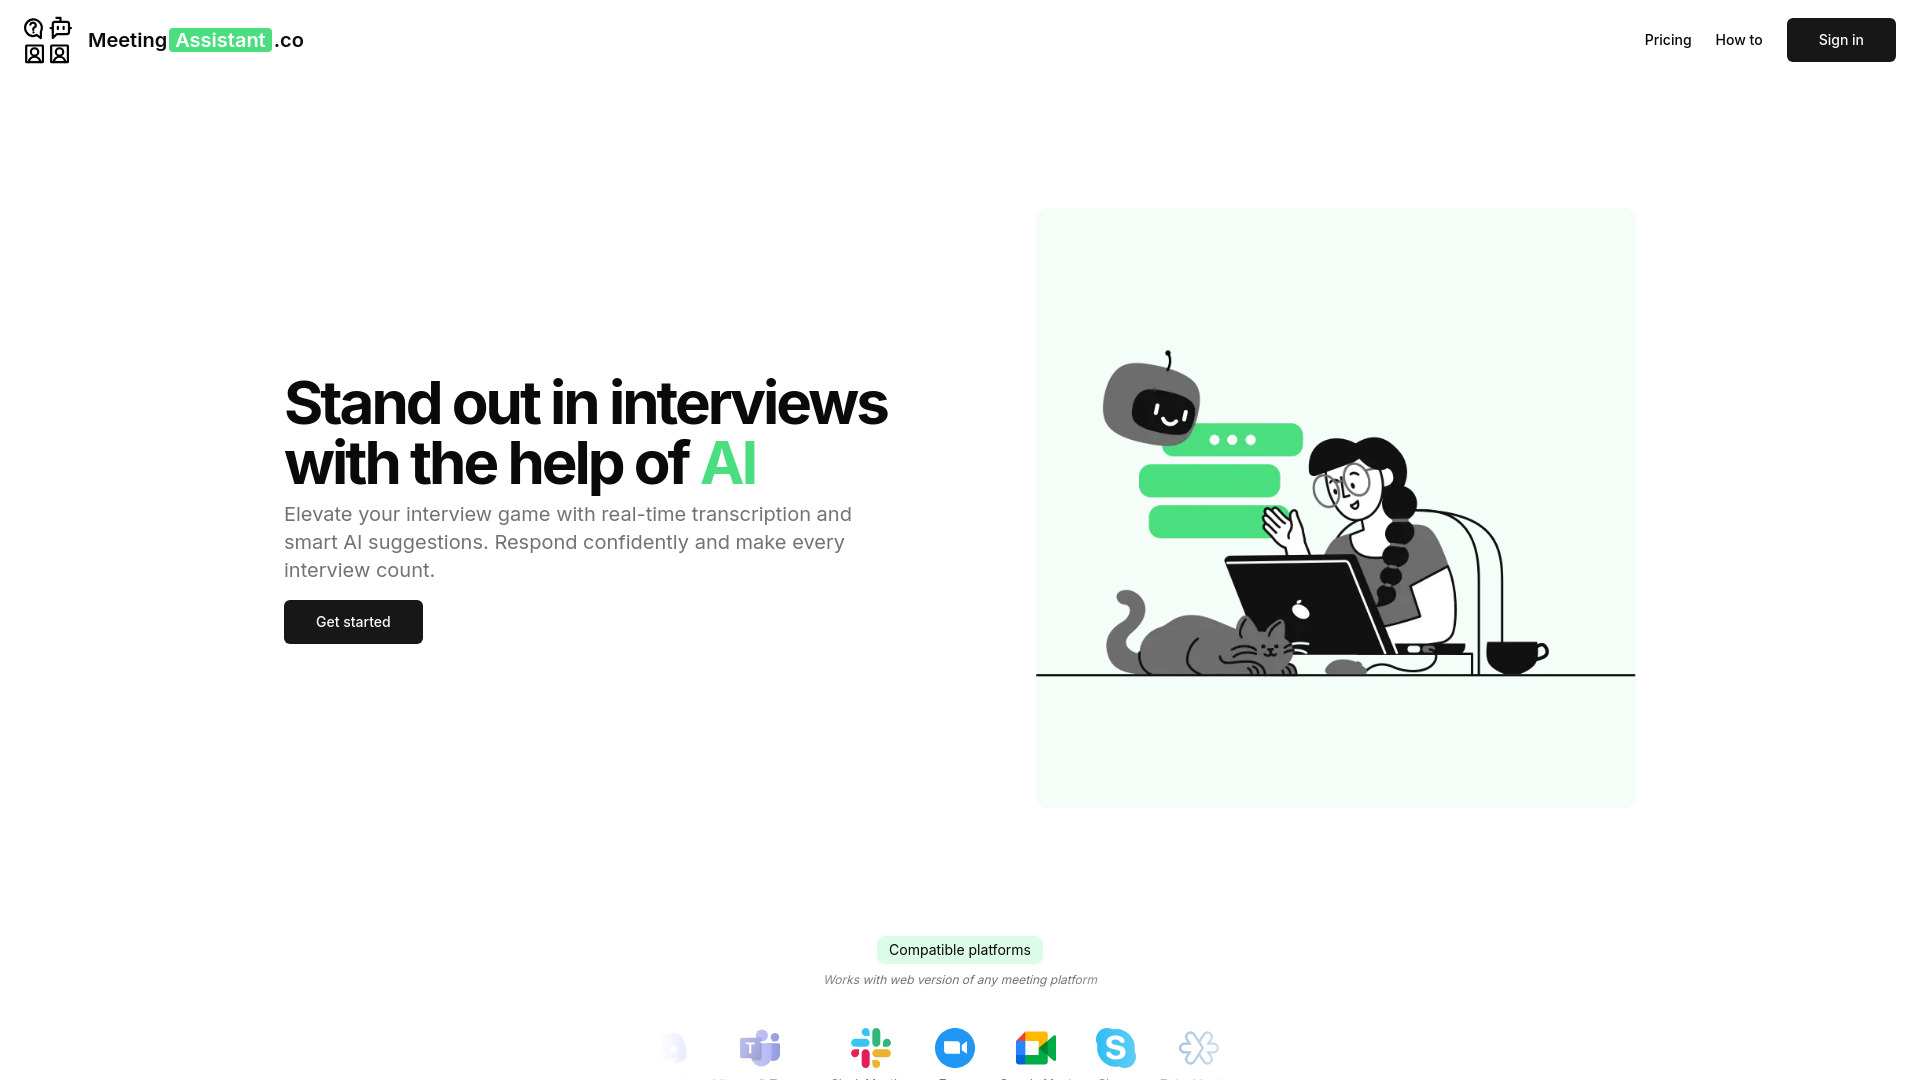 Meeting Assistant .co
Pricing
How to
Sign in
Stand out in interviews
with the help of AI
Elevate your interview game with real-time transcription and
smart AI suggestions. Respond confidently and make every
interview count.
Get started
Compatible platforms
Works with web version of any meeting platform